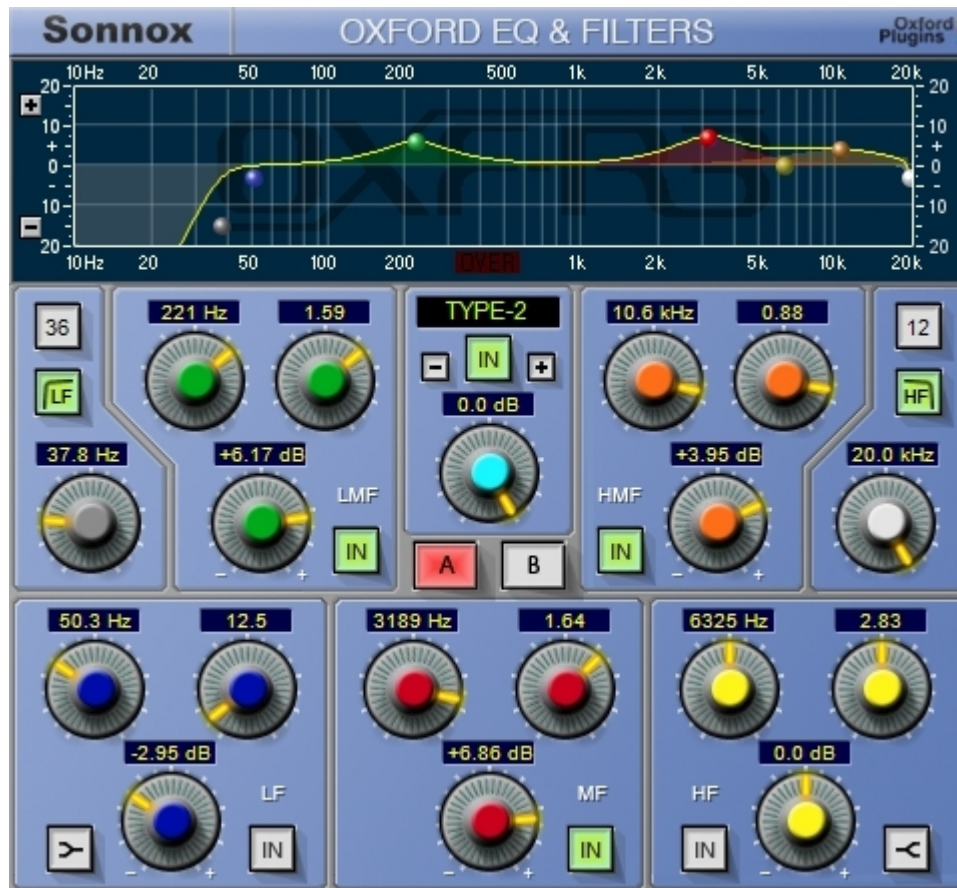 Sonnox OXFORD EQ & FILTERS Oxford Plugins
10Hz 20 50 100 200 500 1k 2k 5k 10k 20k
20 20
+
10 10
+ +
0 0
- -
10 10
-
20 20
OXFR3
10Hz 20 50 100 200 OVER 1k 2k 5k 10k 20k
36 221 Hz 1.59 TYPE-2 10.6 kHz 0.88 12
LF - IN + HF
0.0 dB
37.8 Hz +6.17 dB +3.95 dB 20.0 kHz
LMF HMF
IN IN
- + - +
A B
50.3 Hz 12.5 3189 Hz 1.64 6325 Hz 2.83
-2.95 dB +6.86 dB 0.0 dB
LF MF HF
IN IN IN
- + - + - +